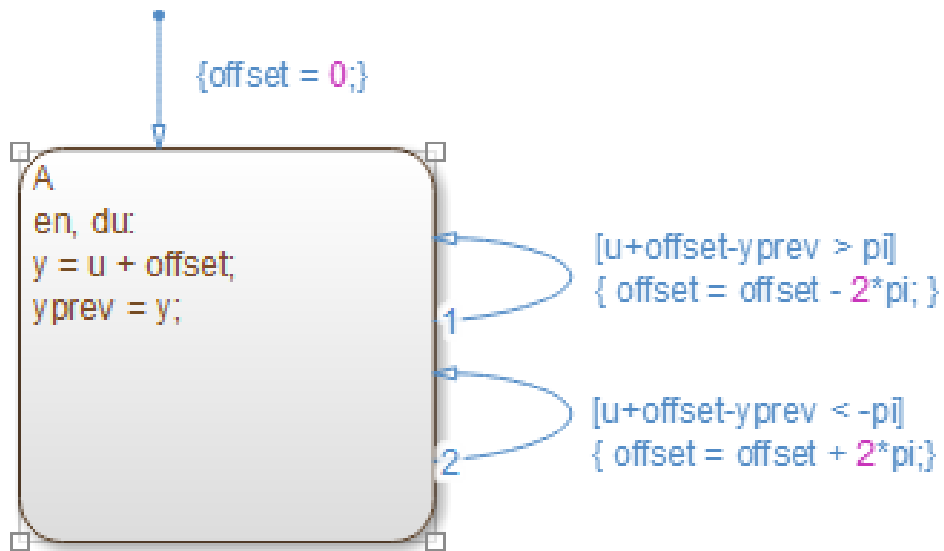 {offset = 0;}
A
en, du:
y = u + offset;
yprev = y;
[u+offset-yprev > pi]
{ offset = offset - 2*pi; }
1
[u+offset-yprev < -pi]
{ offset = offset + 2*pi;}
2